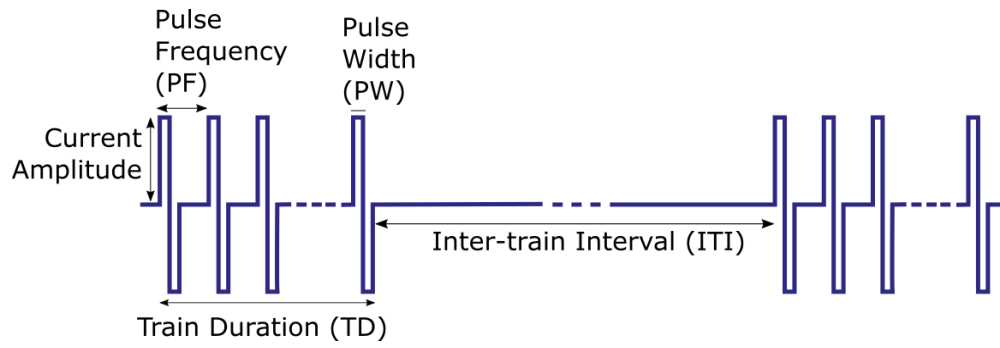 Pulse
Frequency
(PF)
Pulse
Width
(PW)
Current
Amplitude
Inter-train Interval (ITI)
Train Duration (TD)